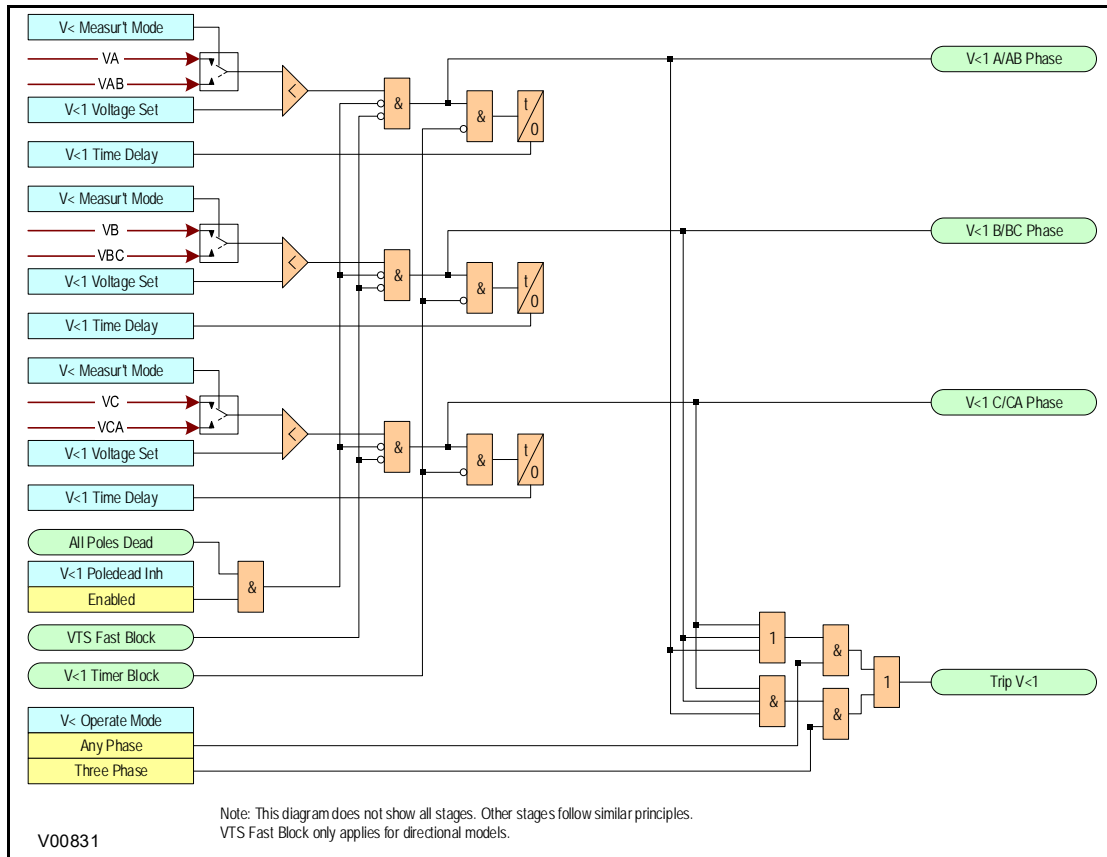 V< Measur't Mode
VA
VAB
V<1 Voltage Set
V<1 Time Delay
& & t 0
V<1 A/AB Phase
V< Measur't Mode
VB
VBC
V<1 Voltage Set
V<1 Time Delay
& & t 0
V<1 B/BC Phase
V< Measur't Mode
VC
VCA
V<1 Voltage Set
V<1 Time Delay
& & t 0
V<1 C/CA Phase
All Poles Dead
V<1 Poledead Inh
Enabled
&
VTS Fast Block
V<1 Timer Block
V< Operate Mode
Any Phase
Three Phase
1 &
& &
1
Trip V<1
Note: This diagram does not show all stages. Other stages follow similar principles.
VTS Fast Block only applies for directional models.
V00831